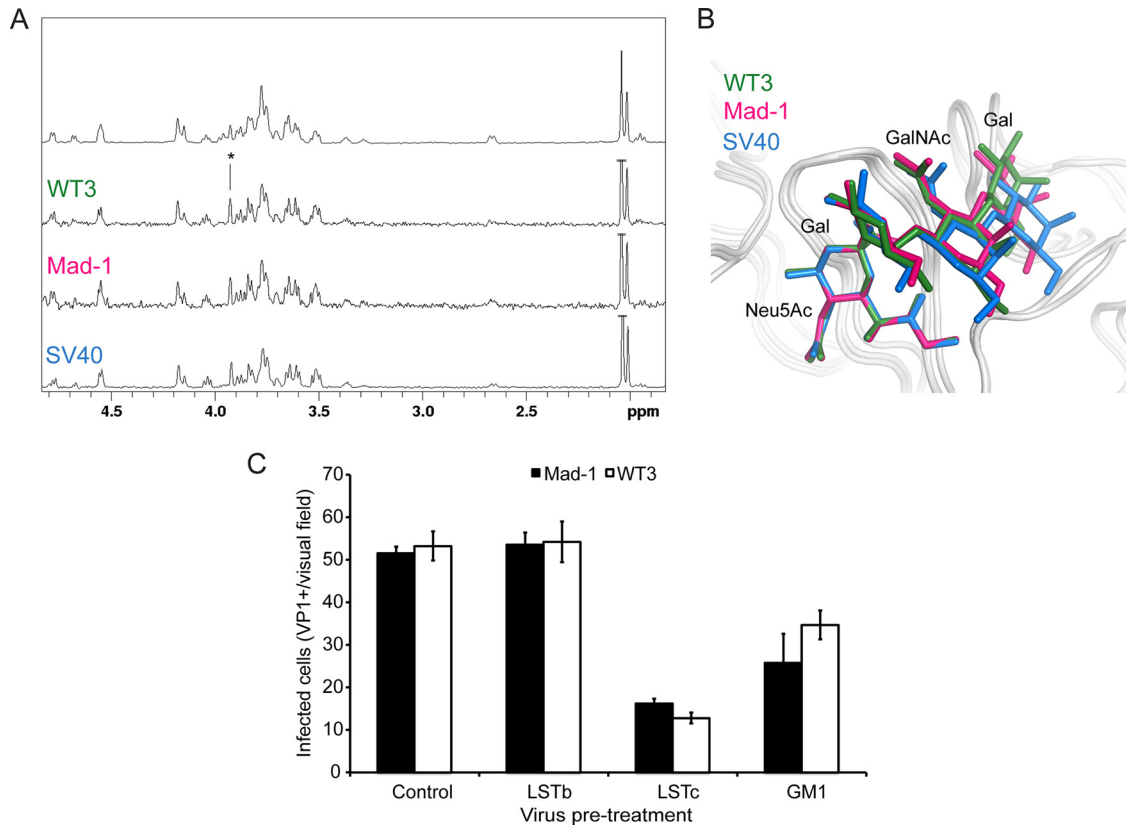 A
*
WT3
Mad-1
SV40
4.5 4.0 3.5 3.0 2.5 ppm
B
WT3
Mad-1
SV40
GalNAc
Gal
Gal
Neu5Ac
C
Mad-1 WT3
Infected cells (VP1+/visual field)
70
60
50
40
30
20
10
0
Control LSTb LSTc GM1
Virus pre-treatment